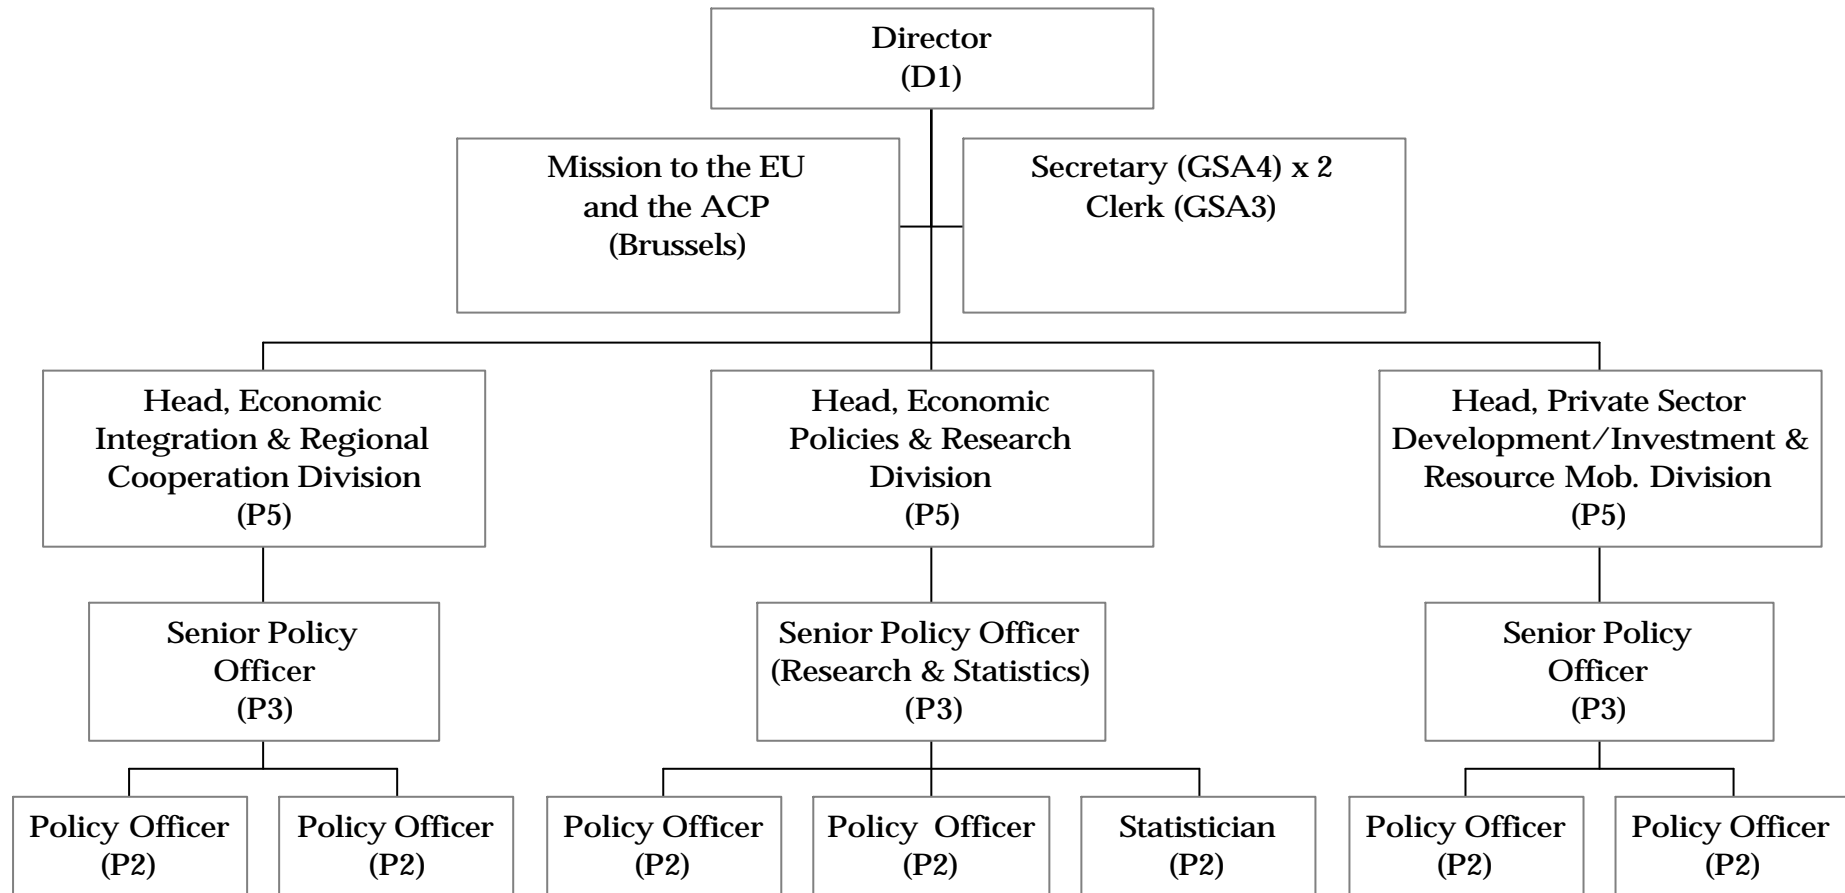 Director
(D1)
Mission to the EU
and the ACP
(Brussels)
Secretary (GSA4) x 2
Clerk (GSA3)
Head, Economic
Integration & Regional
Cooperation Division
(P5)
Head, Economic
Policies & Research
Division
(P5)
Head, Private Sector
Development/Investment &
Resource Mob. Division
(P5)
Senior Policy
Officer
(P3)
Senior Policy Officer
(Research & Statistics)
(P3)
Senior Policy
Officer
(P3)
Policy Officer
(P2)
Policy Officer
(P2)
Policy Officer
(P2)
Policy Officer
(P2)
Statistician
(P2)
Policy Officer
(P2)
Policy Officer
(P2)